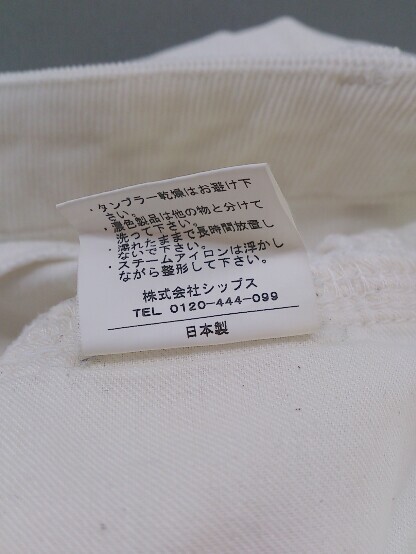 ・タンブラー乾燥はお避け下
さい。
・濃色製品は他の物と分けて
洗って下さい。
・濡れたままで長時間放置し
ないで下さい。
・スチームアイロンは浮かし
ながら整形して下さい。
株式会社シップス
TEL 0120-444-099
日本製